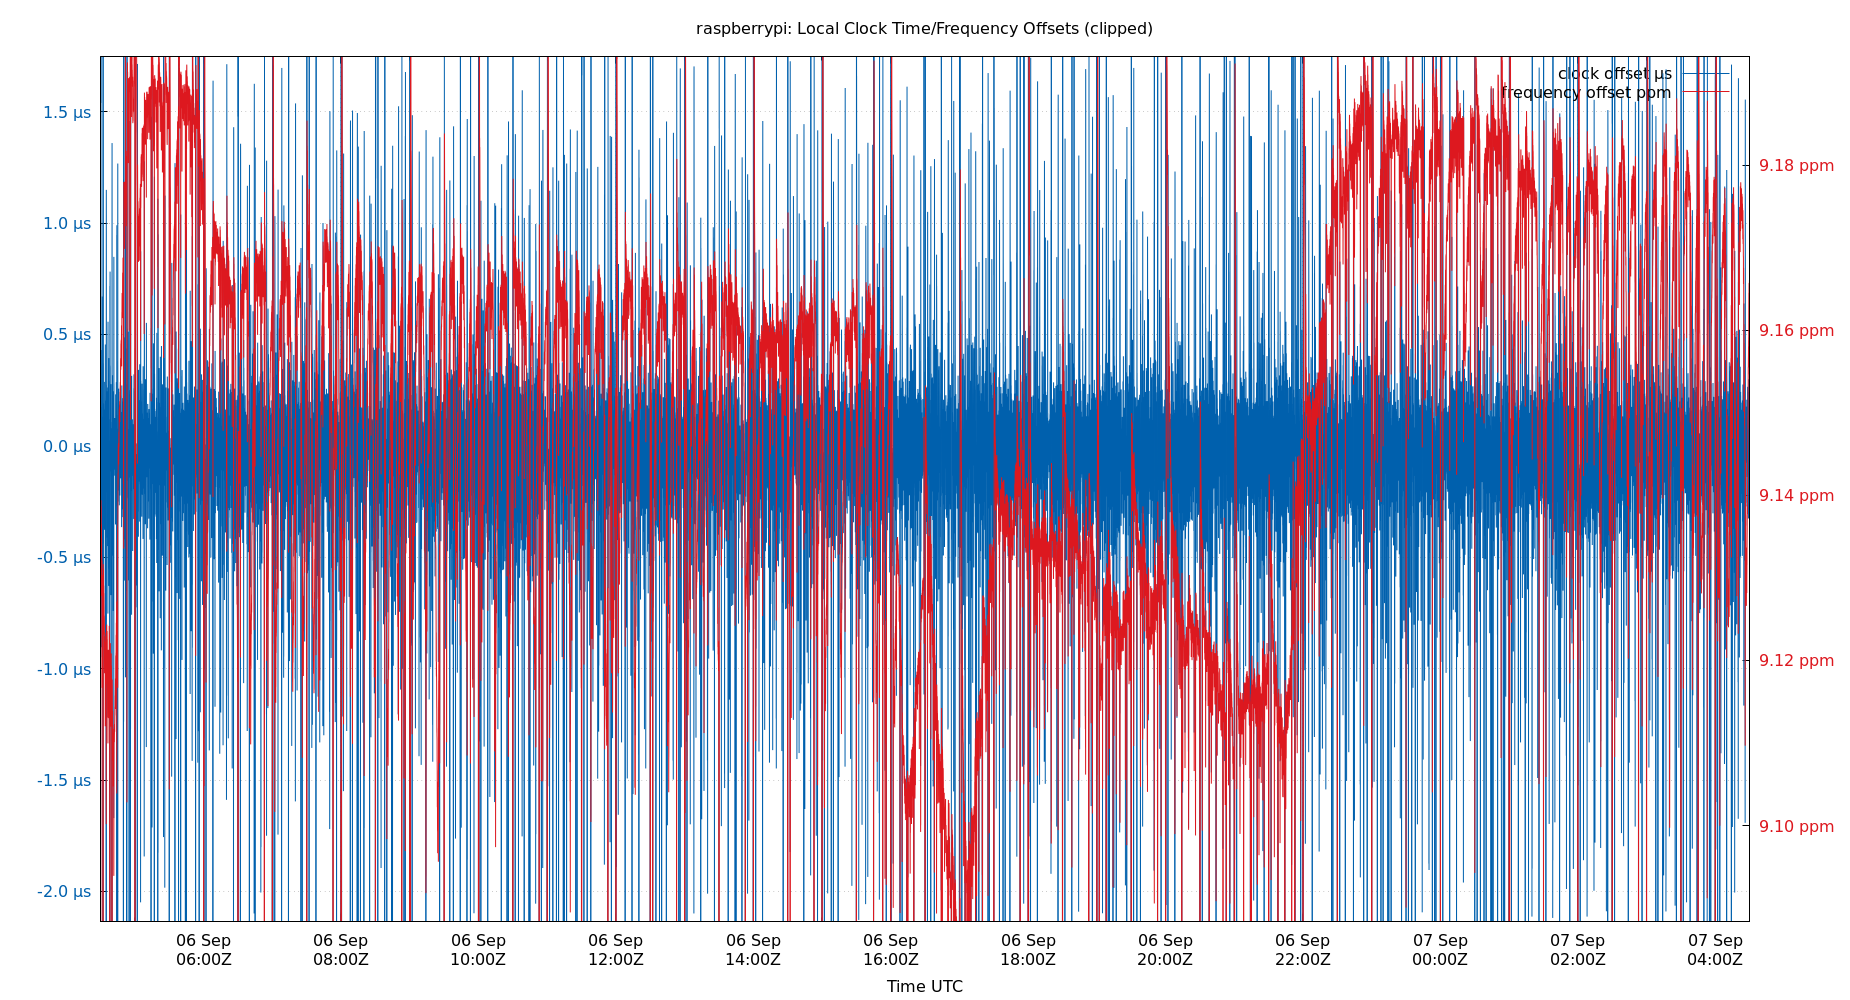 raspberrypi: Local Clock Time/Frequency Offsets (clipped)
clock offset µs
frequency offset ppm
1.5 µs
1.0 µs
0.5 µs
0.0 µs
-0.5 µs
-1.0 µs
-1.5 µs
-2.0 µs
9.18 ppm
9.16 ppm
9.14 ppm
9.12 ppm
9.10 ppm
06 Sep 06 Sep 06 Sep 06 Sep 06 Sep 06 Sep 06 Sep 06 Sep 06 Sep 07 Sep 07 Sep 07 Sep
06:00Z 08:00Z 10:00Z 12:00Z 14:00Z 16:00Z 18:00Z 20:00Z 22:00Z 00:00Z 02:00Z 04:00Z
Time UTC